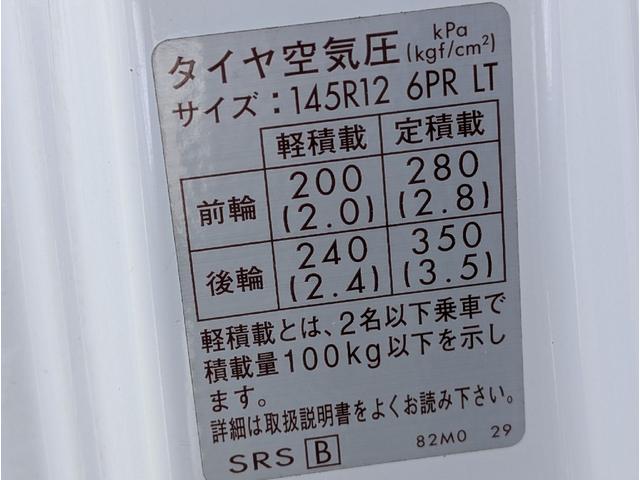 タイヤ空気圧 kPa (kgf/cm²)
サイズ：145R12 6PR LT
軽積載 定積載
前輪 200 (2.0) 280 (2.8)
後輪 240 (2.4) 350 (3.5)
軽積載とは、2名以下乗車で
積載量100kg以下を示し
ます。
詳細は取扱説明書をよくお読み下さい。
SRS B 82M0 29